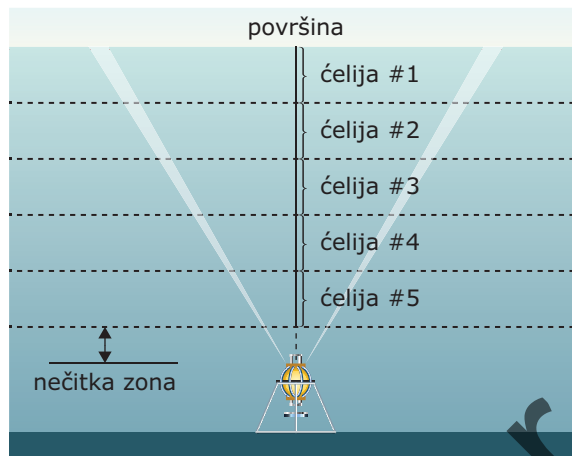 površina
ćelija #1
ćelija #2
ćelija #3
ćelija #4
ćelija #5
nečitka zona
r